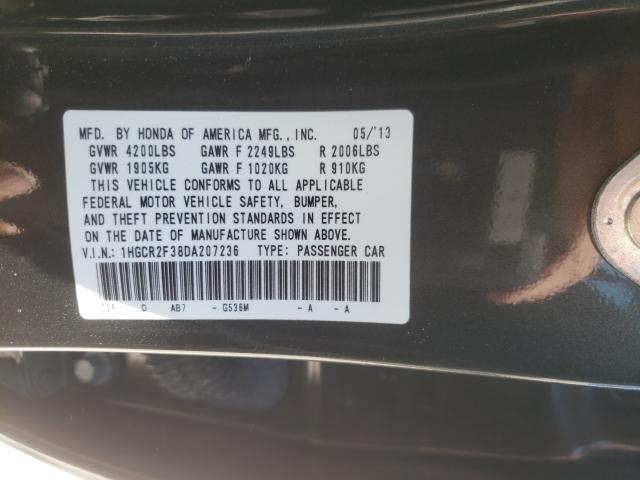 MFD. BY HONDA OF AMERICA MFG., INC. 05/'13
GVWR 4200LBS GAWR F 2249LBS R 2006LBS
GVWR 1905KG GAWR F 1020KG R 910KG
THIS VEHICLE CONFORMS TO ALL APPLICABLE
FEDERAL MOTOR VEHICLE SAFETY, BUMPER,
AND THEFT PREVENTION STANDARDS IN EFFECT
ON THE DATE OF MANUFACTURE SHOWN ABOVE.
V.I.N.: 1HGCR2F38DA207236 TYPE: PASSENGER CAR
D AB7 - G536M - A - A